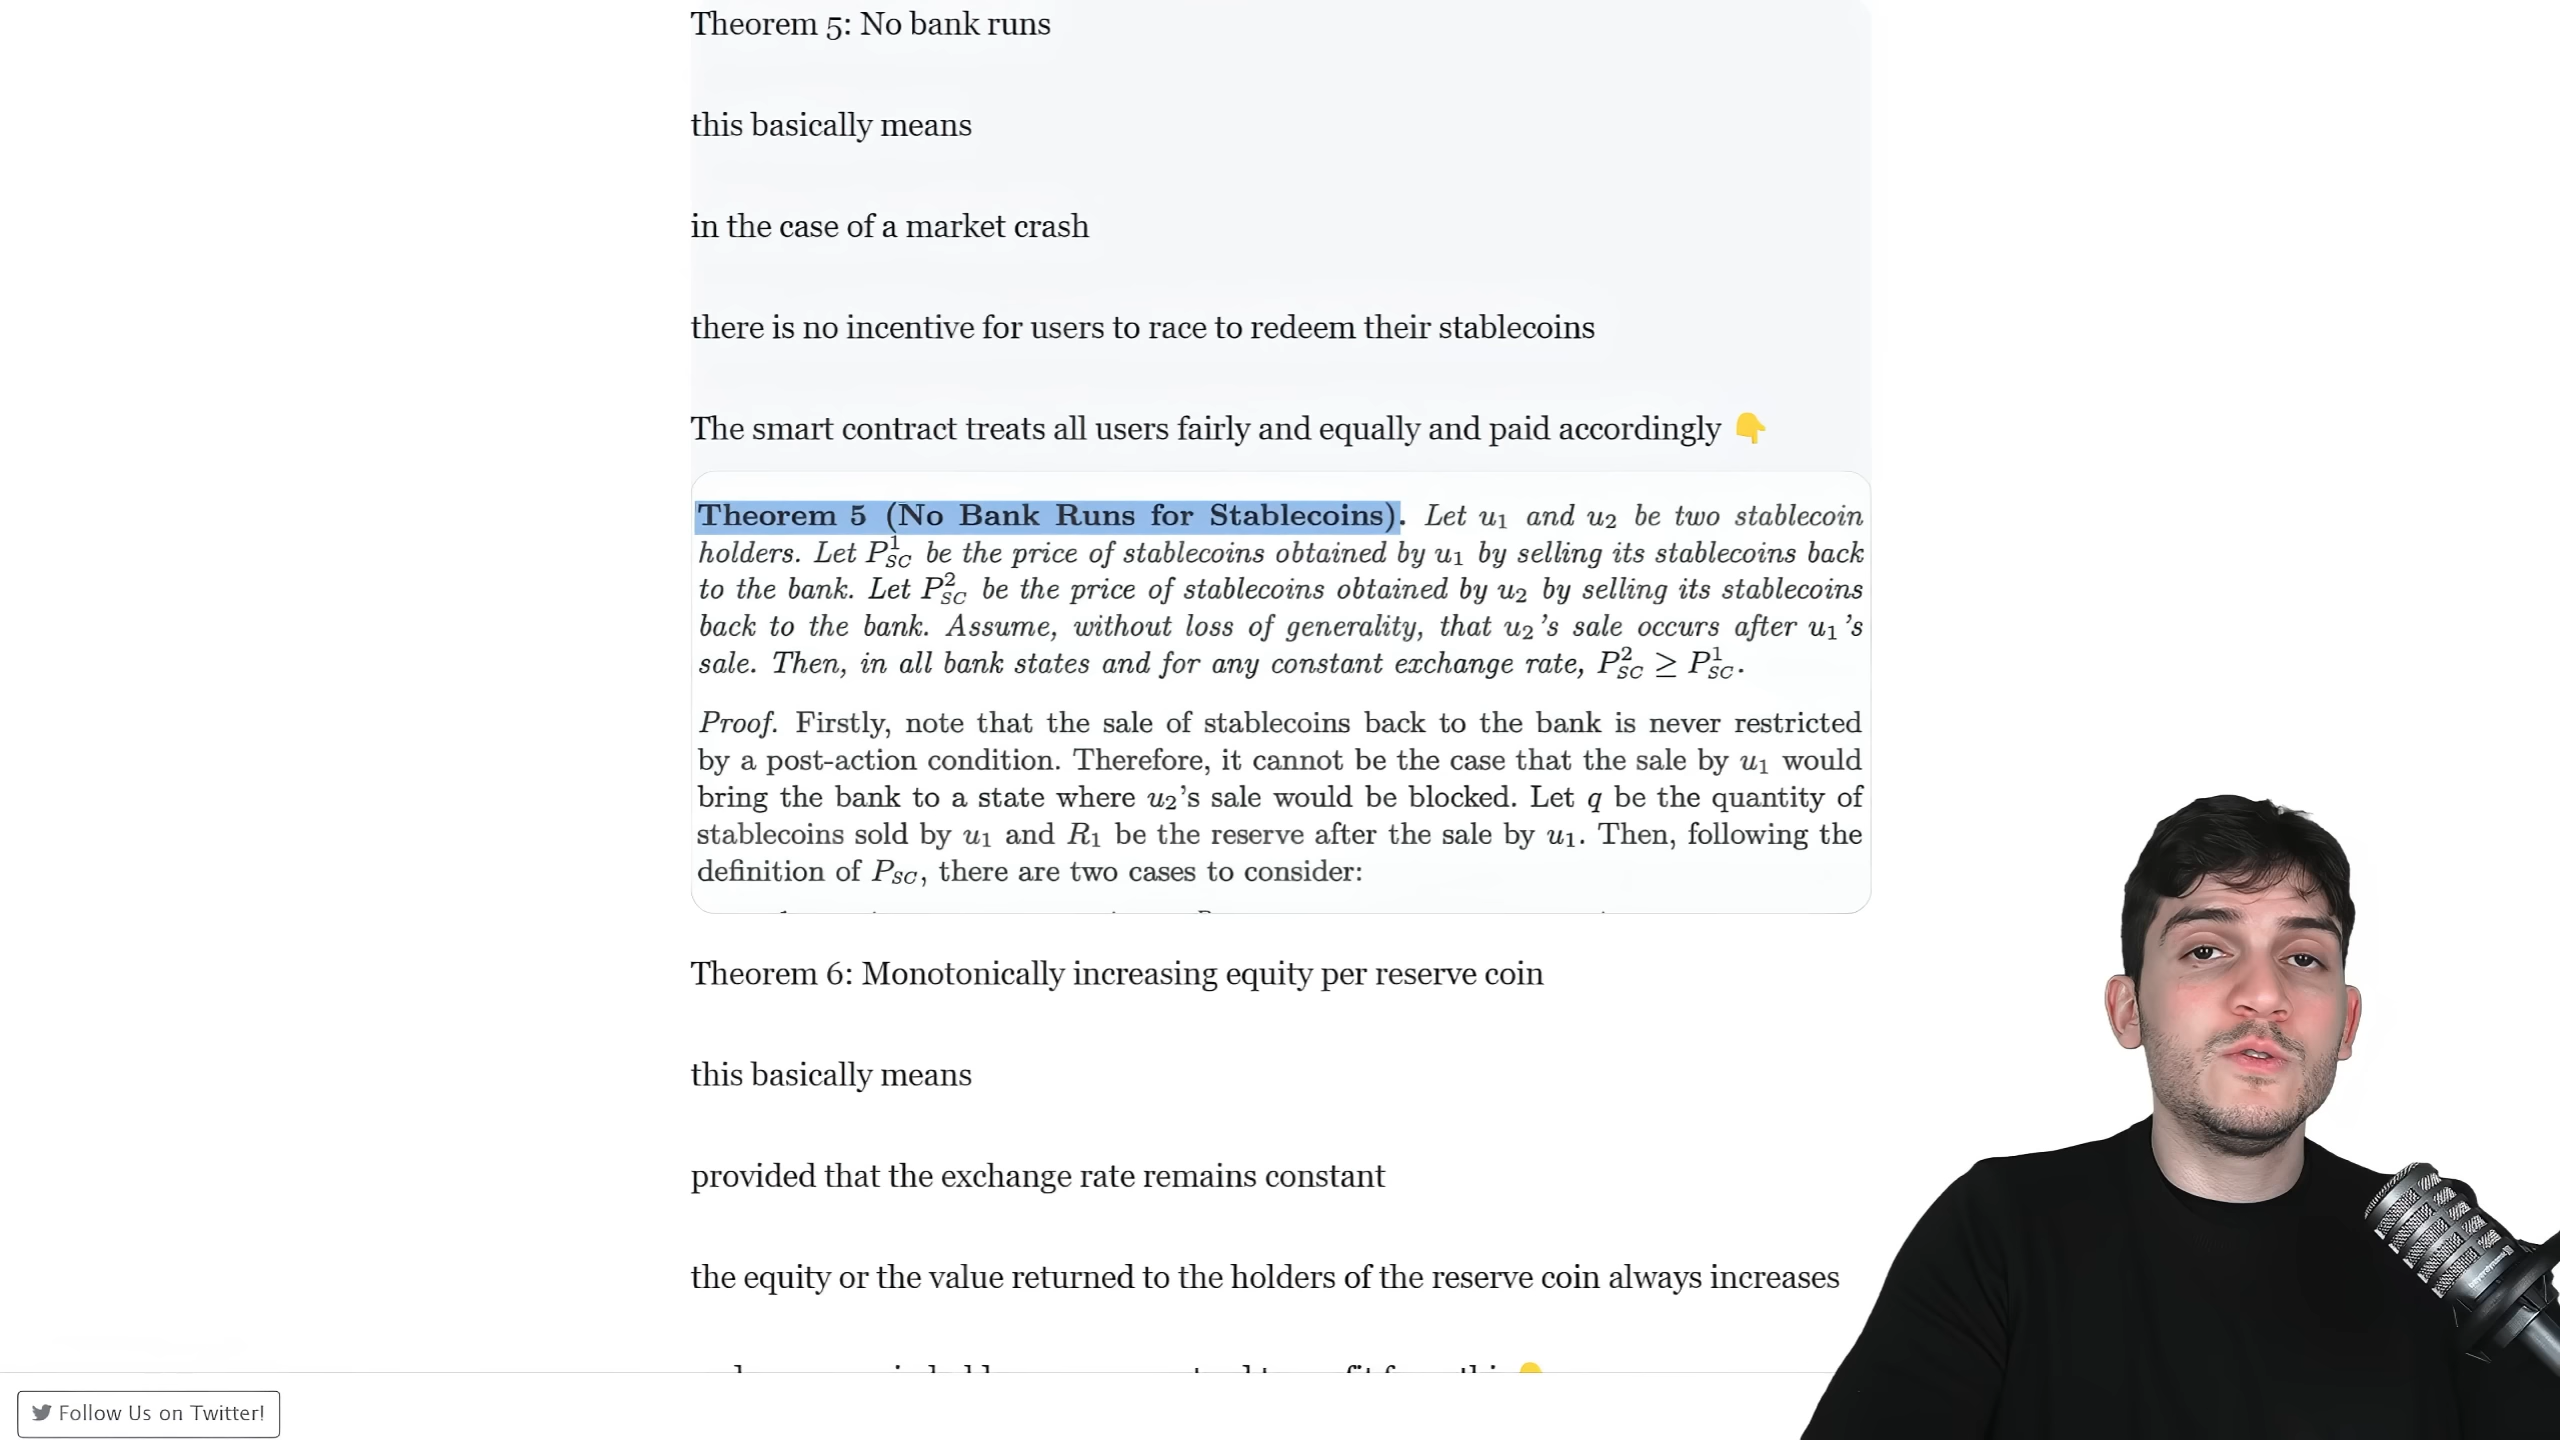 Theorem 5: No bank runs
this basically means
in the case of a market crash
there is no incentive for users to race to redeem their stablecoins
The smart contract treats all users fairly and equally and paid accordingly 👇
Theorem 5 (No Bank Runs for Stablecoins). Let u₁ and u₂ be two stablecoin
holders. Let P¹_SC be the price of stablecoins obtained by u₁ by selling its stablecoins back
to the bank. Let P²_SC be the price of stablecoins obtained by u₂ by selling its stablecoins
back to the bank. Assume, without loss of generality, that u₂'s sale occurs after u₁'s
sale. Then, in all bank states and for any constant exchange rate, P²_SC ≥ P¹_SC.
Proof. Firstly, note that the sale of stablecoins back to the bank is never restricted
by a post-action condition. Therefore, it cannot be the case that the sale by u₁ would
bring the bank to a state where u₂'s sale would be blocked. Let q be the quantity of
stablecoins sold by u₁ and R₁ be the reserve after the sale by u₁. Then, following the
definition of P_SC, there are two cases to consider:
Theorem 6: Monotonically increasing equity per reserve coin
this basically means
provided that the exchange rate remains constant
the equity or the value returned to the holders of the reserve coin always increases
Follow Us on Twitter!